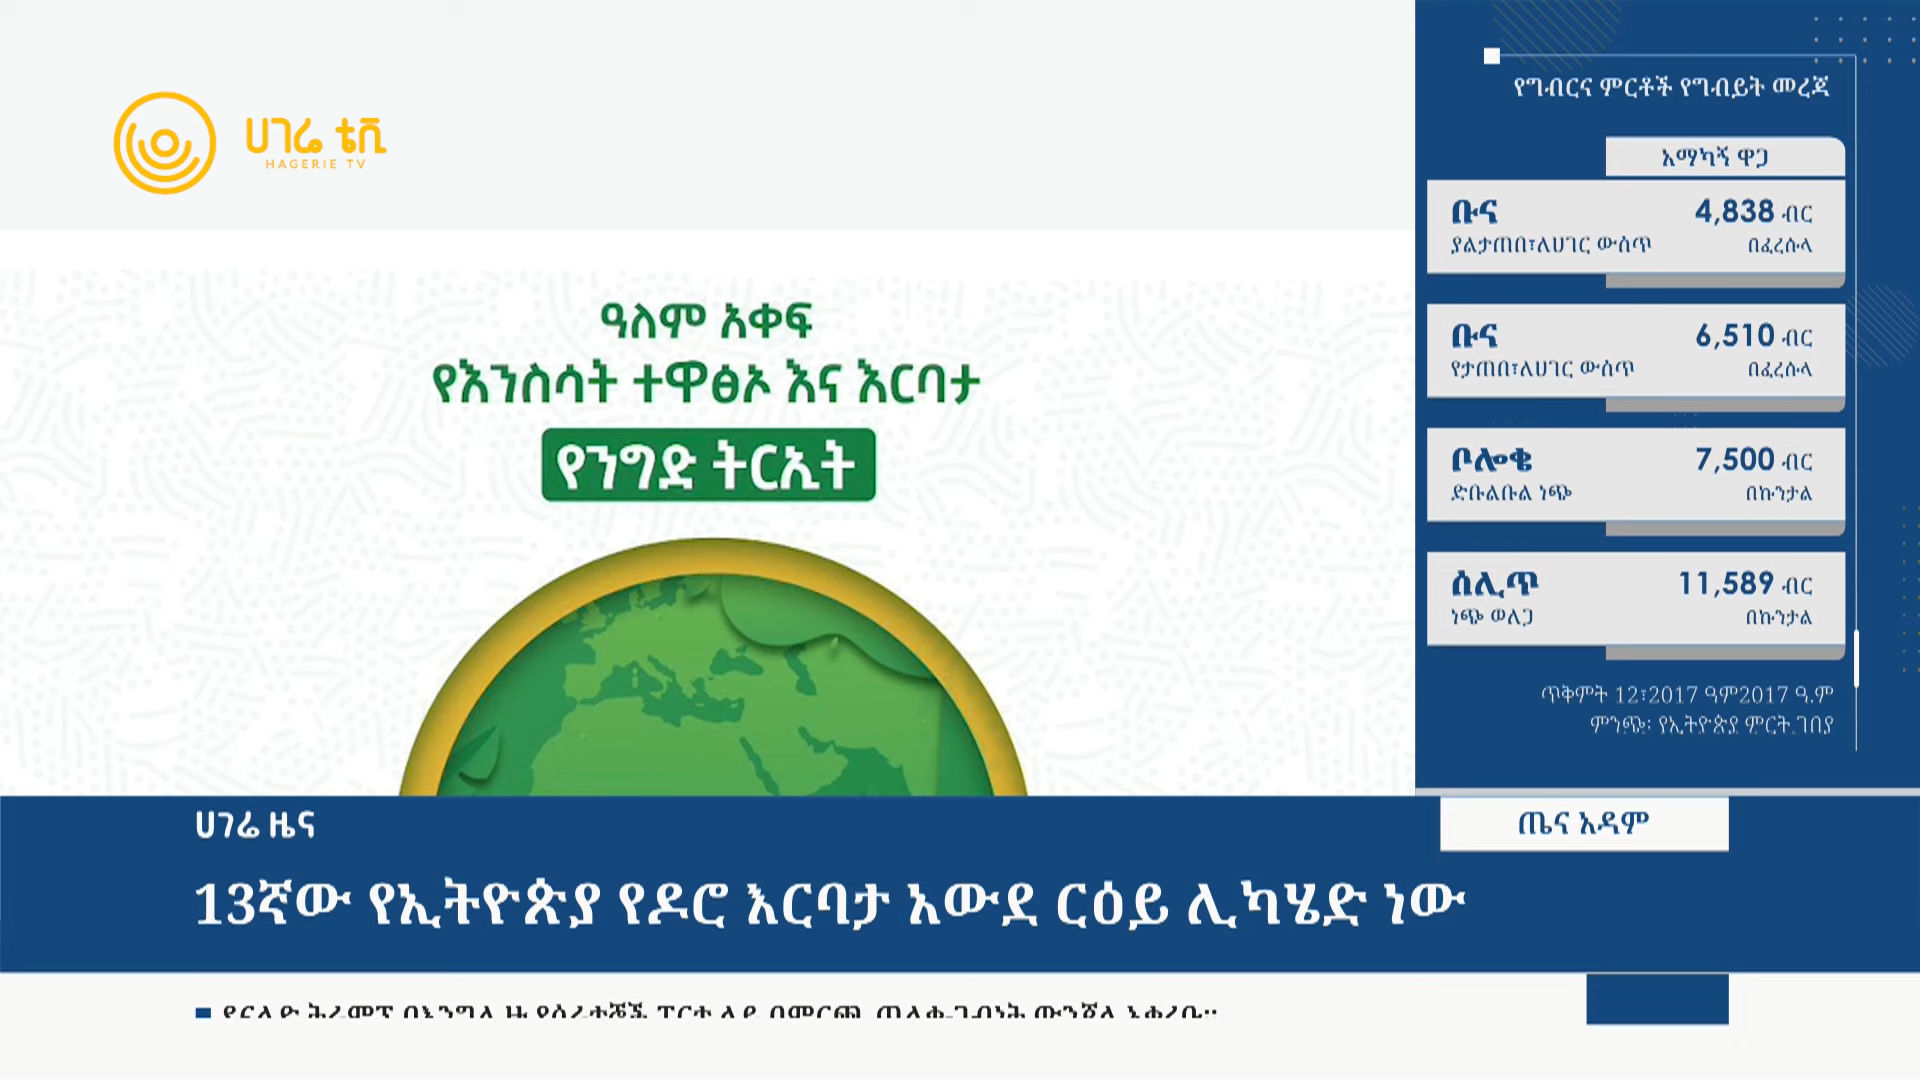 ሀገሬ ቴቪ
HAGERIE TV
ዓለም አቀፍ
የእንስሳት ተዋፅኦ እና እርባታ
የንግድ ትርኢት
የግብርና ምርቶች የግብይት መረጃ
አማካኝ ዋጋ
ቡና 4,838 ብር
ያልታጠበ፣ለሀገር ውስጥ በፈረሱላ
ቡና 6,510 ብር
የታጠበ፣ለሀገር ውስጥ በፈረሱላ
ቦሎቄ 7,500 ብር
ድቡልቡል ነጭ በኩንታል
ሰሊጥ 11,589 ብር
ነጭ ወለጋ በኩንታል
ጥቅምት 12፣2017 ዓም2017 ዓ.ም
ምንጭ፡ የኢትዮጵያ ምርት ገበያ
ሀገሬ ዜና
ጤና አዳም
13ኛው የኢትዮጵያ የዶሮ እርባታ አውደ ርዕይ ሊካሄድ ነው